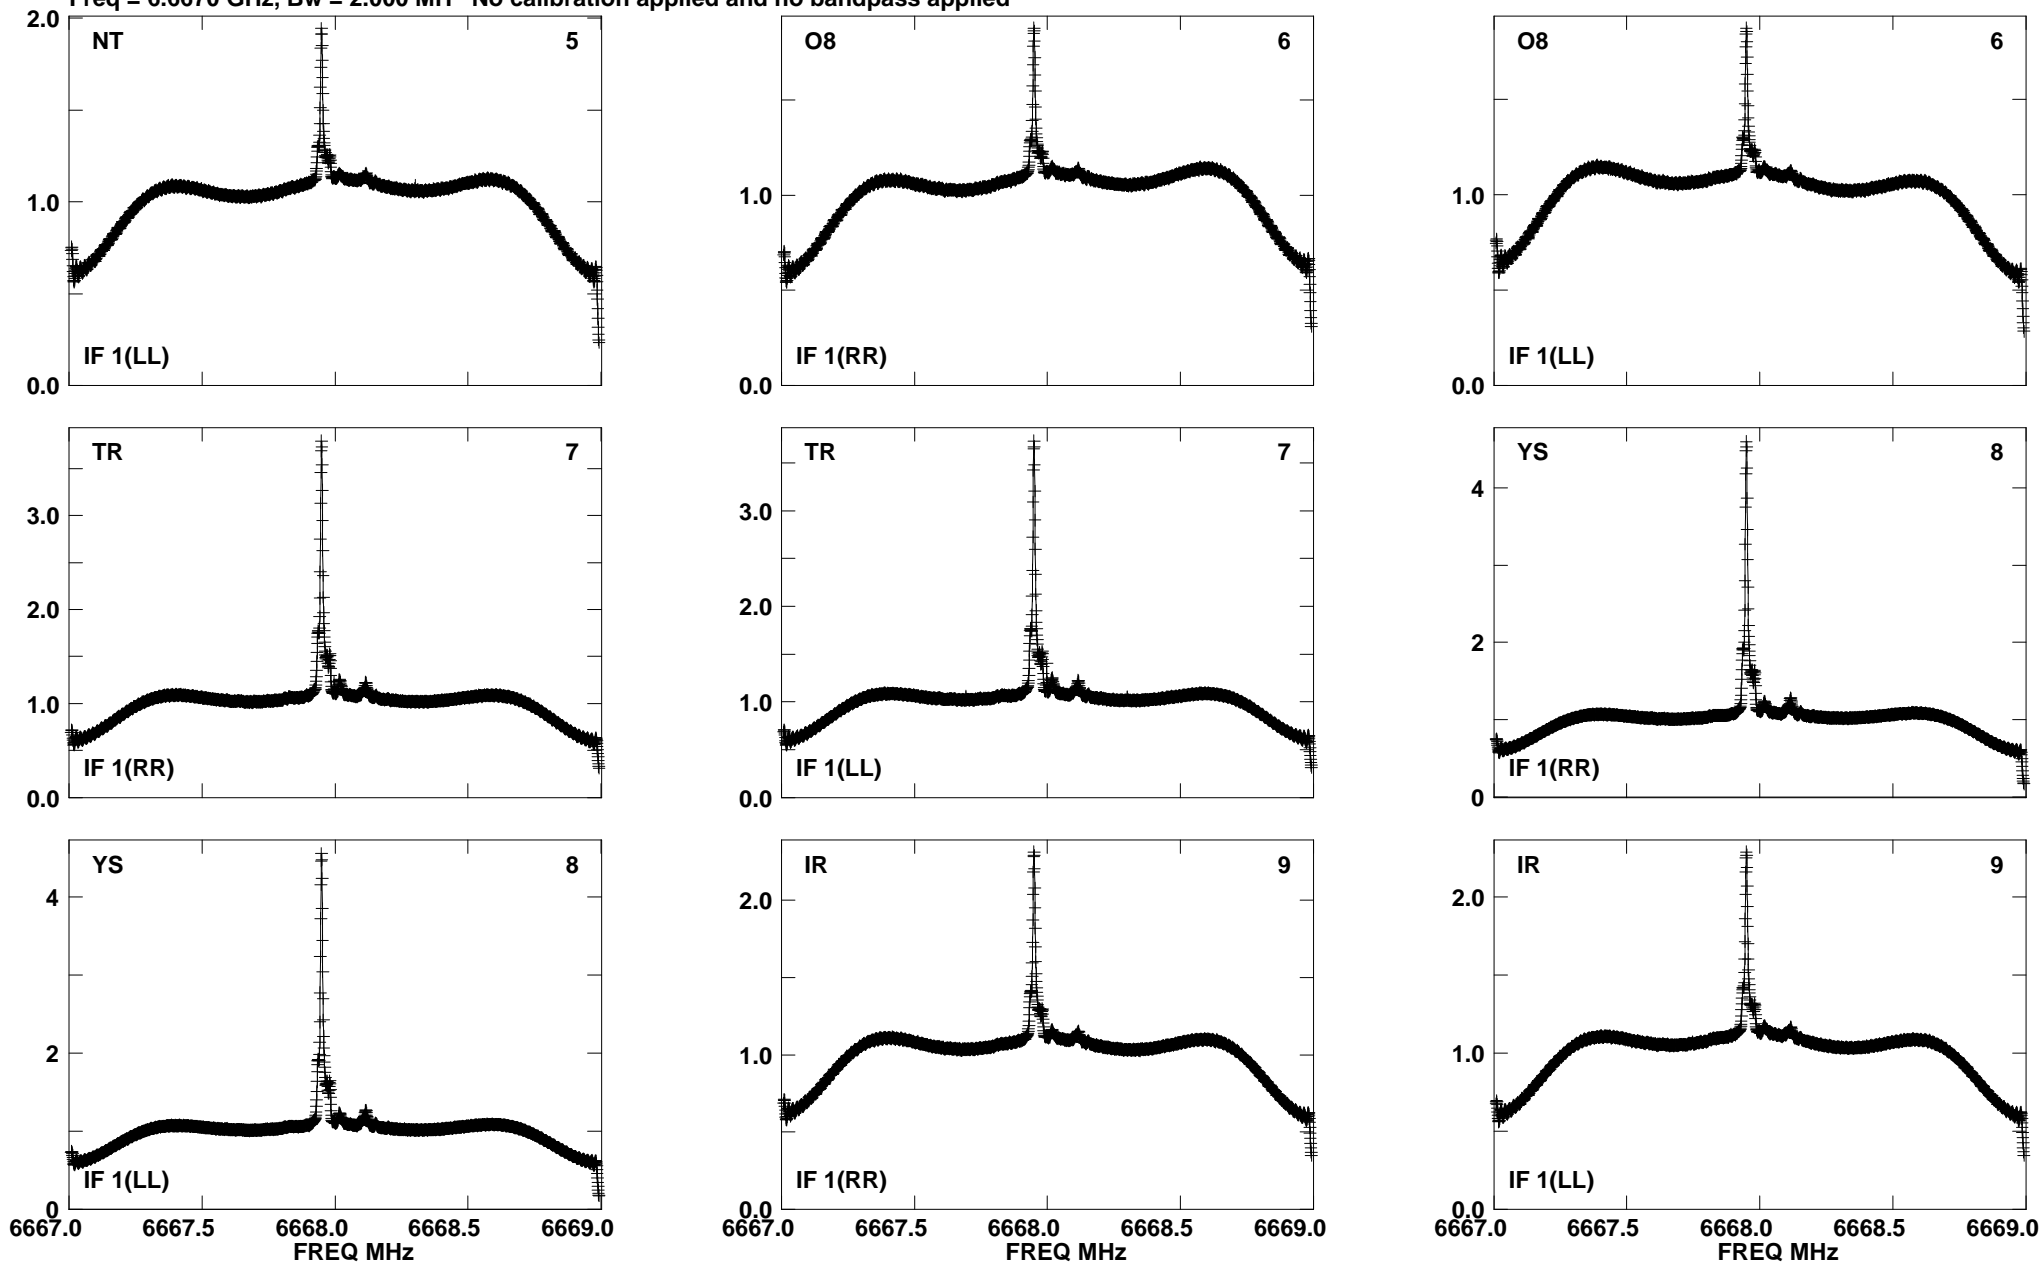 Freq = 6.6670 GHz, Bw = 2.000 MH No calibration applied and no bandpass applied
2.0
NT 5
1.0
IF 1(LL)
0.0
O8 6
1.0
IF 1(RR)
0.0
O8 6
1.0
IF 1(LL)
0.0
TR 7
3.0
2.0
1.0
IF 1(RR)
0.0
TR 7
3.0
2.0
1.0
IF 1(LL)
0.0
YS 8
4
2
IF 1(RR)
0
YS 8
4
2
IF 1(LL)
0
6667.0 6667.5 6668.0 6668.5 6669.0
FREQ MHz
IR 9
2.0
1.0
IF 1(RR)
0.0
6667.0 6667.5 6668.0 6668.5 6669.0
FREQ MHz
IR 9
2.0
1.0
IF 1(LL)
0.0
6667.0 6667.5 6668.0 6668.5 6669.0
FREQ MHz